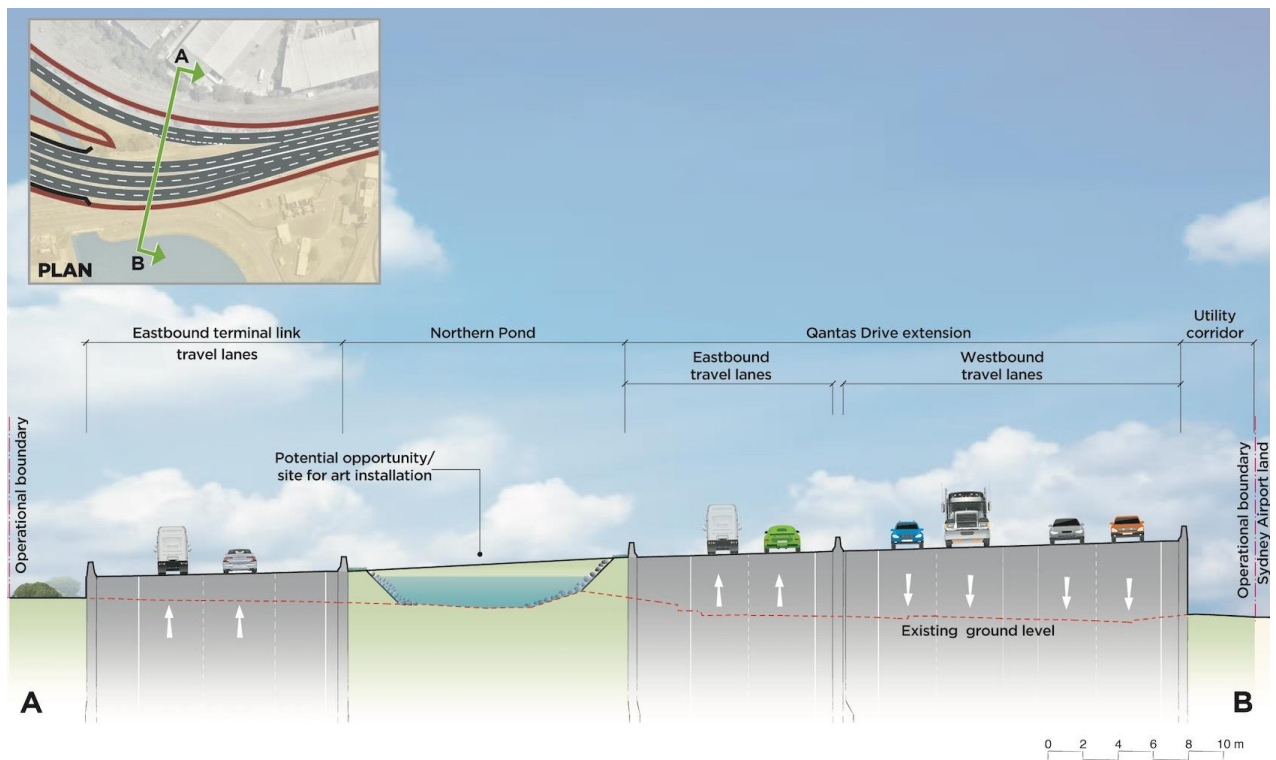 A
B
PLAN
Eastbound terminal link
travel lanes
Northern Pond
Qantas Drive extension
Utility
corridor
Eastbound
travel lanes
Westbound
travel lanes
Operational boundary
Potential opportunity/
site for art installation
Operational boundary
Sydney Airport land
Existing ground level
A
B
0 2 4 6 8 10 m